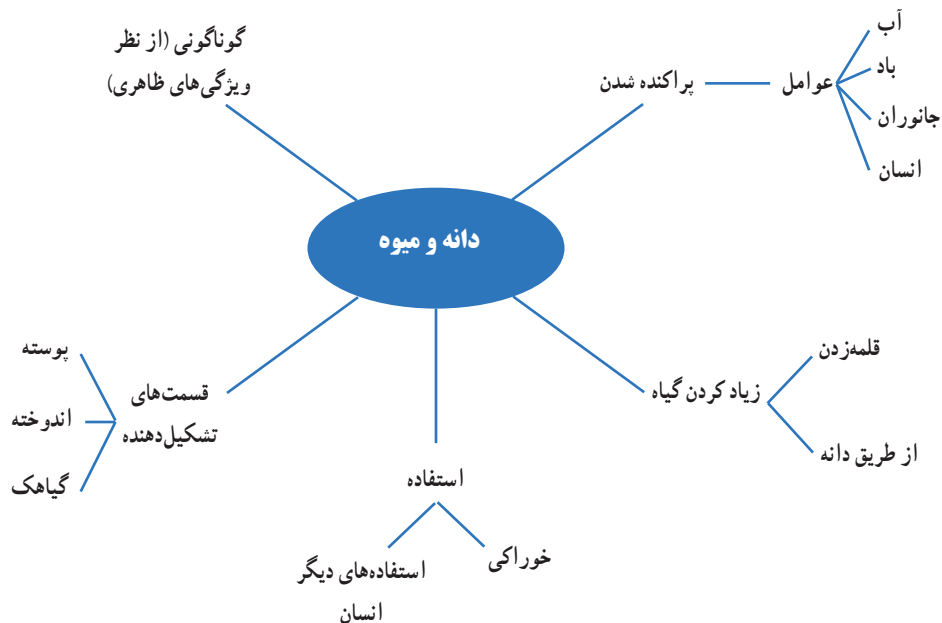 دانه و میوه
گوناگونی (از نظر
ویژگی‌های ظاهری)
پراکنده شدن
عوامل
آب
باد
جانوران
انسان
زیاد کردن گیاه
قلمه‌زدن
از طریق دانه
استفاده
خوراکی
استفاده‌های دیگر
انسان
قسمت‌های
تشکیل‌دهنده
پوسته
اندوخته
گیاهک